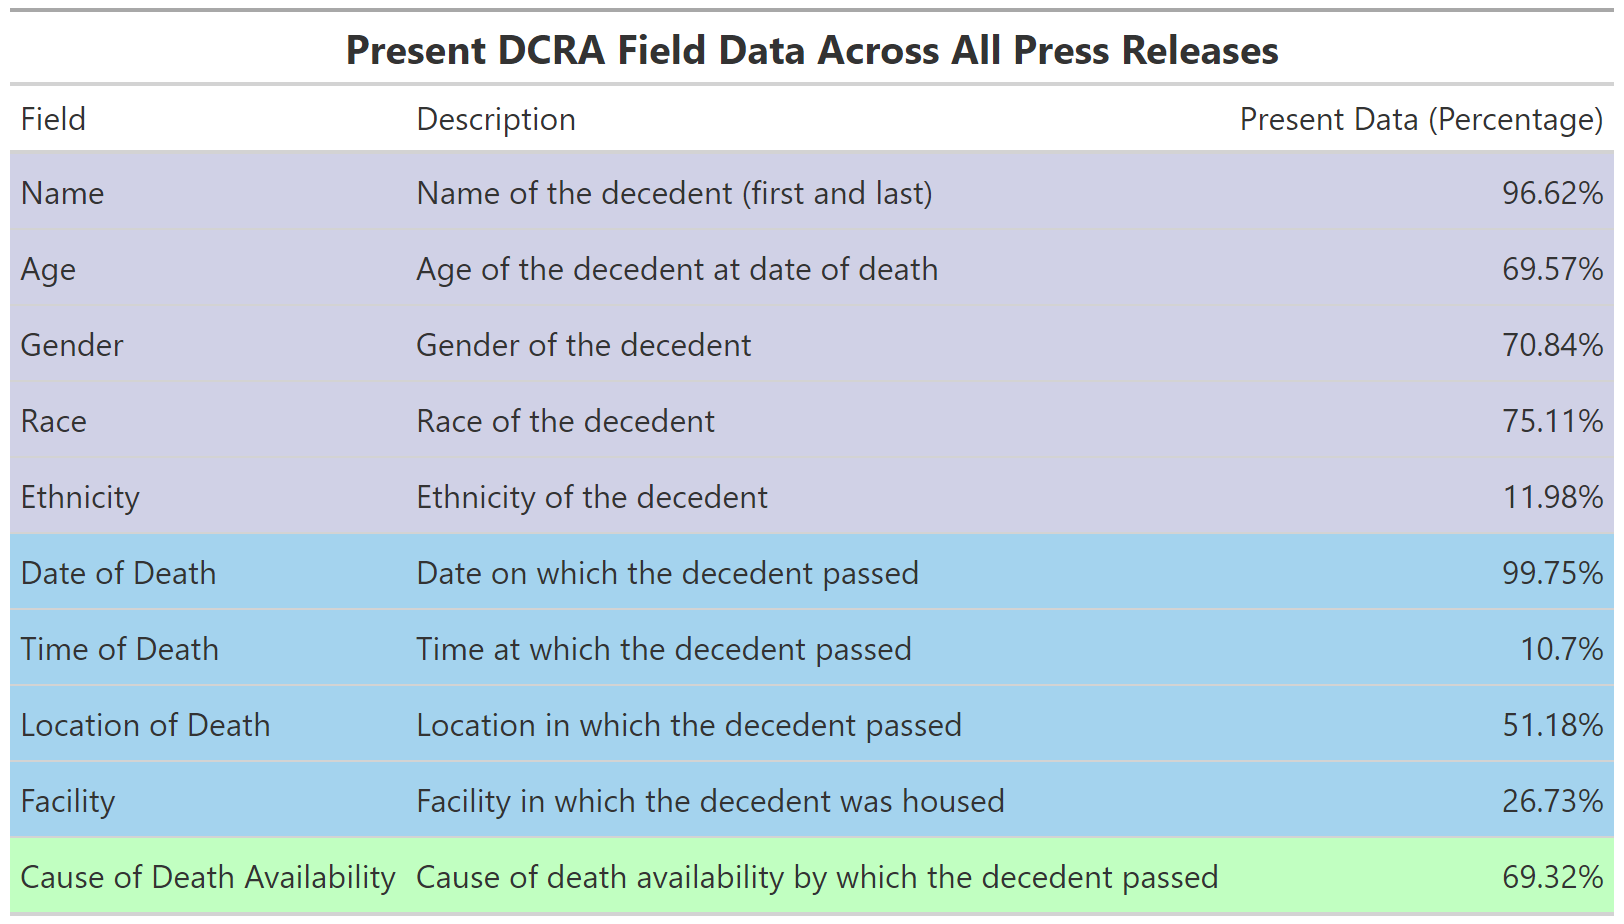 Present DCRA Field Data Across All Press Releases
Field Description Present Data (Percentage)
Name Name of the decedent (first and last) 96.62%
Age Age of the decedent at date of death 69.57%
Gender Gender of the decedent 70.84%
Race Race of the decedent 75.11%
Ethnicity Ethnicity of the decedent 11.98%
Date of Death Date on which the decedent passed 99.75%
Time of Death Time at which the decedent passed 10.7%
Location of Death Location in which the decedent passed 51.18%
Facility Facility in which the decedent was housed 26.73%
Cause of Death Availability Cause of death availability by which the decedent passed 69.32%